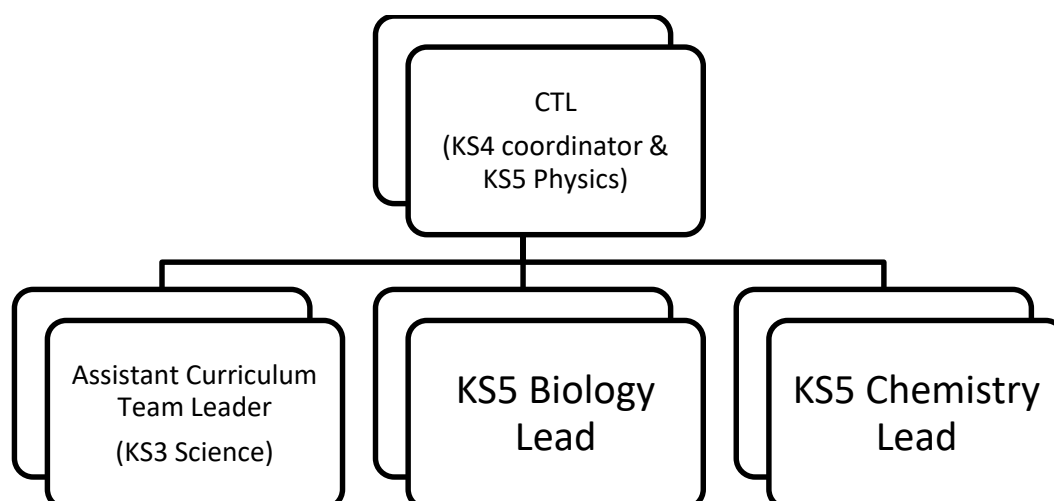 CTL
(KS4 coordinator &
KS5 Physics)
Assistant Curriculum
Team Leader
(KS3 Science)
KS5 Biology
Lead
KS5 Chemistry
Lead